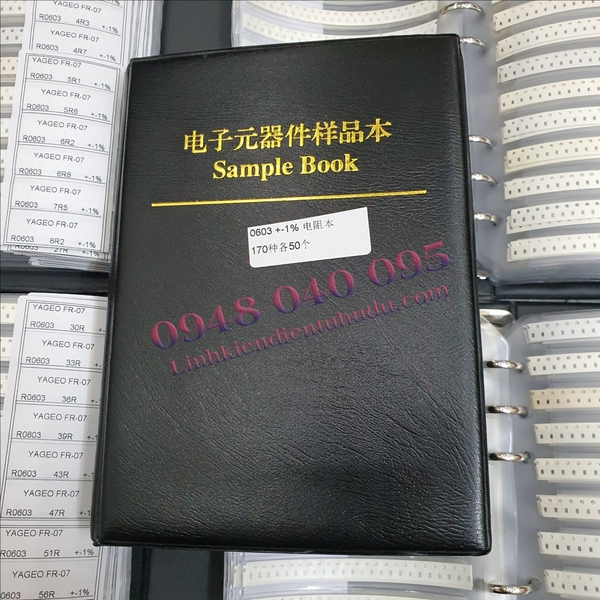 YAGEO FR-07
R0603 4R3 +-1
YAGEO FR-07
R0603 4R7 +-1
YAGEO FR-07
R0603 5R1 +-1%
YAGEO FR-07
R0603 5R6 +-1%
YAGEO FR-07
R0603 6R2 +-1%
YAGEO FR-07
R0603 6R8 +-1%
YAGEO FR-07
R0603 7R5 +-1%
YAGEO FR-07
R0603 8R2 +-1%
27R
YAGEO FR-07
R0603 30R
YAGEO FR-07
R0603 33R +-1
YAGEO FR-07
R0603 36R +-1
YAGEO FR-07
R0603 39R +-1
YAGEO FR-07
R0603 43R +-1
YAGEO FR-07
R0603 47R +-1
YAGEO FR-07
R0603 51R +-1%
YAGEO FR-07
R0603 56R +-1%
电子元器件样品本
Sample Book
0603 +-1% 电阻本
170种各50个
0948 040 095
Linhkiendientuhudu.com